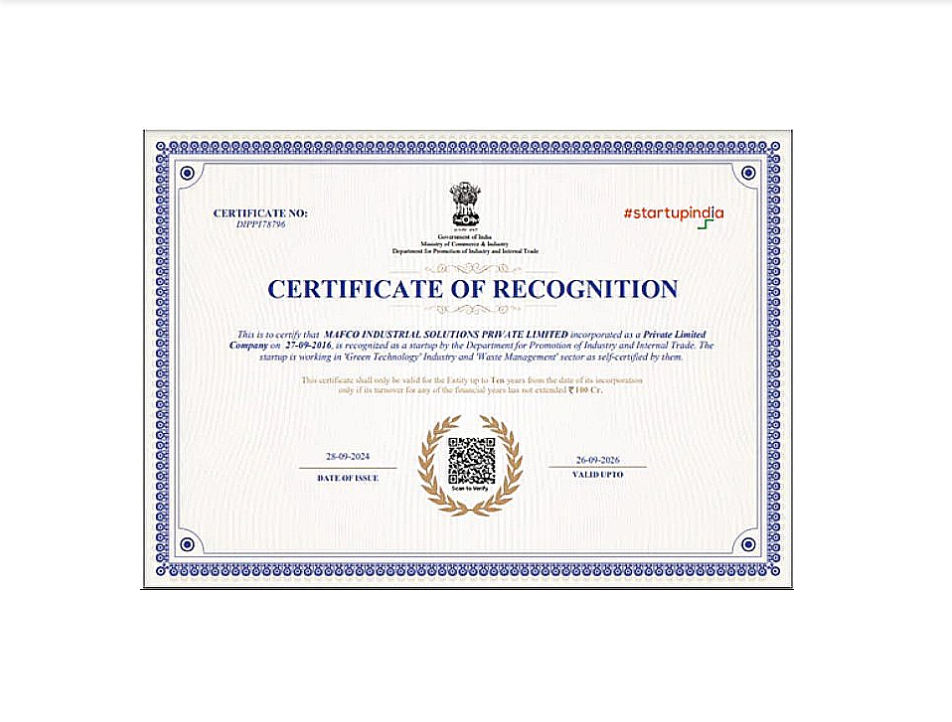 CERTIFICATE NO:
DIPP178796
#startupindia
Government of India
Ministry of Commerce & Industry
Department for Promotion of Industry and Internal Trade
CERTIFICATE OF RECOGNITION
This is to certify that MAFCO INDUSTRIAL SOLUTIONS PRIVATE LIMITED incorporated as a Private Limited
Company on 27-09-2016, is recognized as a startup by the Department for Promotion of Industry and Internal Trade. The
startup is working in 'Green Technology' Industry and 'Waste Management' sector as self-certified by them.
This certificate shall only be valid for the Entity up to Ten years from the date of its incorporation
only if its turnover for any of the financial years has not extended ₹ 100 Cr.
28-09-2024
DATE OF ISSUE
Scan to Verify
26-09-2026
VALID UPTO